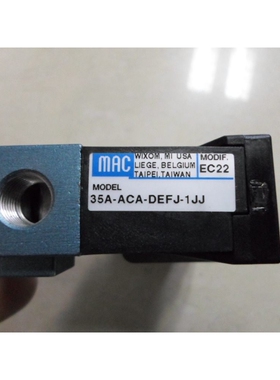 MAC
WIXOM, MI USA
LIEGE, BELGIUM
TAIPEI,TAIWAN
MODIF.
EC22
MODEL
35A-ACA-DEFJ-1JJ